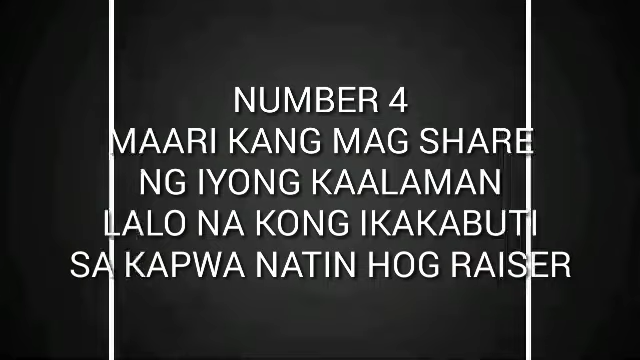 NUMBER 4
MAARI KANG MAG SHARE
NG IYONG KAALAMAN
LALO NA KONG IKAKABUTI
SA KAPWA NATIN HOG RAISER